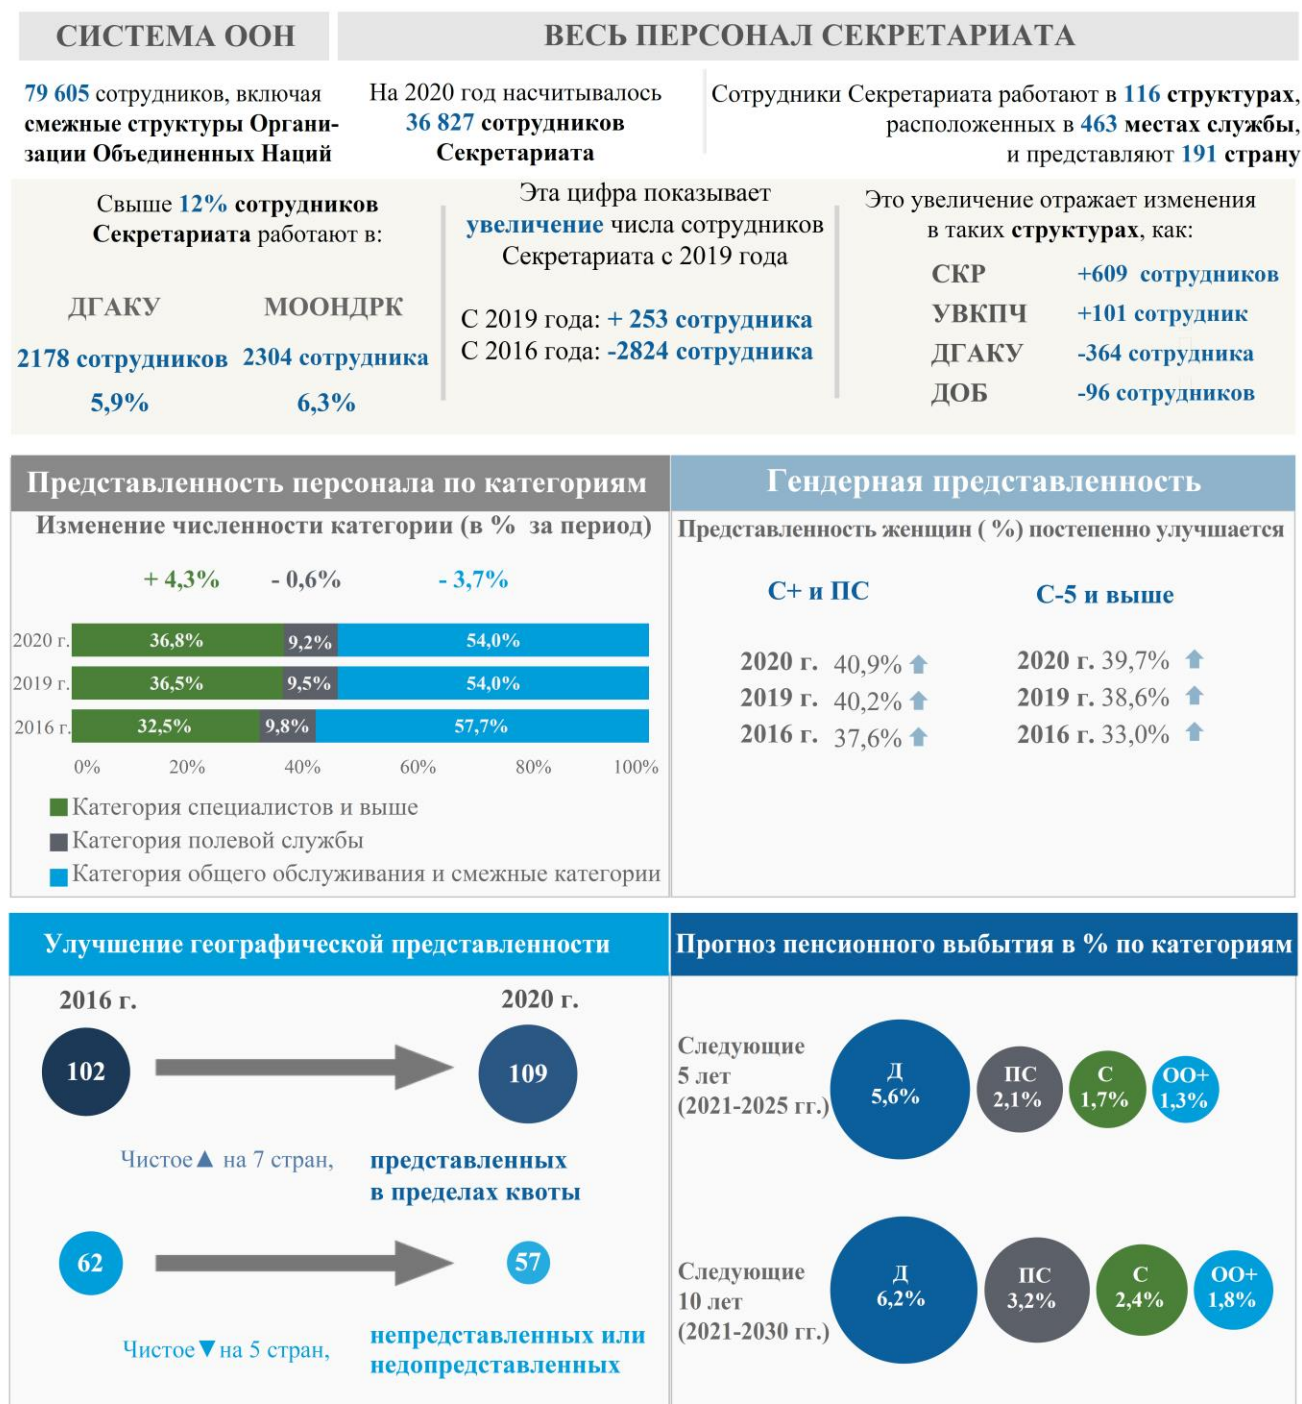 СИСТЕМА ООН
ВЕСЬ ПЕРСОНАЛ СЕКРЕТАРИАТА
79 605 сотрудников, включая
смежные структуры Органи-
зации Объединенных Наций
На 2020 год насчитывалось
36 827 сотрудников
Секретариата
Сотрудники Секретариата работают в 116 структурах,
расположенных в 463 местах службы,
и представляют 191 страну
Свыше 12% сотрудников
Секретариата работают в:
ДГАКУ
МООНДРК
2178 сотрудников
2304 сотрудника
5,9%
6,3%
Эта цифра показывает
увеличение числа сотрудников
Секретариата с 2019 года
С 2019 года: + 253 сотрудника
С 2016 года: -2824 сотрудника
Это увеличение отражает изменения
в таких структурах, как:
СКР +609 сотрудников
УВКПЧ +101 сотрудник
ДГАКУ -364 сотрудника
ДОБ -96 сотрудников
Представленность персонала по категориям
Изменение численности категории (в % за период)
+ 4,3% - 0,6% - 3,7%
2020 г. 36,8% 9,2% 54,0%
2019 г. 36,5% 9,5% 54,0%
2016 г. 32,5% 9,8% 57,7%
0% 20% 40% 60% 80% 100%
Категория специалистов и выше
Категория полевой службы
Категория общего обслуживания и смежные категории
Гендерная представленность
Представленность женщин ( %) постепенно улучшается
С+ и ПС
С-5 и выше
2020 г. 40,9%
2019 г. 40,2%
2016 г. 37,6%
2020 г. 39,7%
2019 г. 38,6%
2016 г. 33,0%
Улучшение географической представленности
2016 г.
2020 г.
102
109
Чистое▲ на 7 стран,
представленных
в пределах квоты
62
57
Чистое▼на 5 стран,
непредставленных или
недопредставленных
Прогноз пенсионного выбытия в % по категориям
Следующие
5 лет
(2021-2025 гг.)
Д
5,6%
ПС
2,1%
С
1,7%
ОО+
1,3%
Следующие
10 лет
(2021-2030 гг.)
Д
6,2%
ПС
3,2%
С
2,4%
ОО+
1,8%